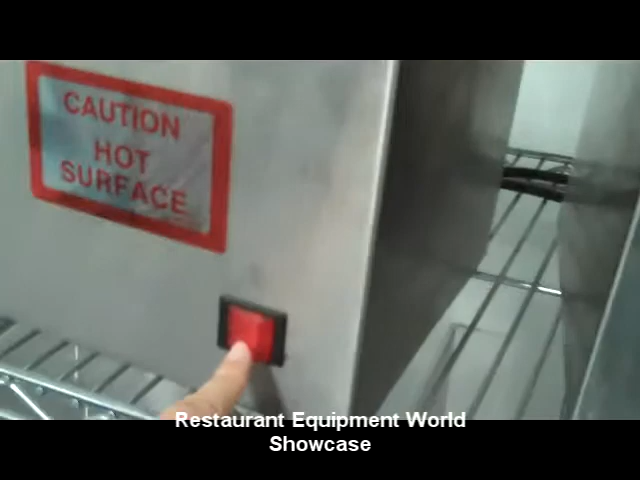 CAUTION
HOT
SURFACE
Restaurant Equipment World
Showcase